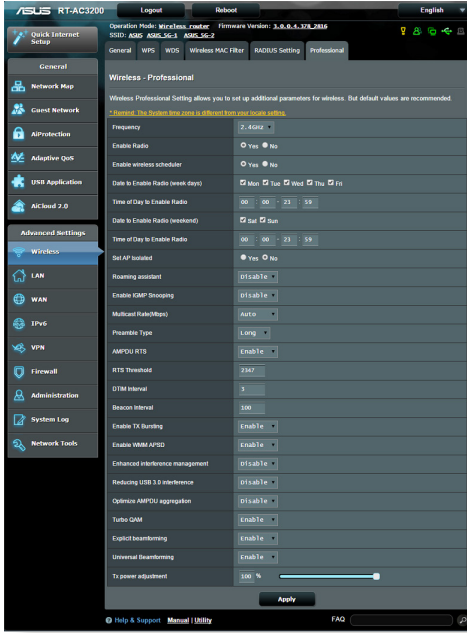 ASUS RT-AC3200 Logout Reboot English
Operation Mode: Wireless router Firmware Version: 3.0.0.4.378_2816
SSID: ASUS ASUS_5G-1 ASUS_5G-2
Quick Internet Setup
General WPS WDS Wireless MAC Filter RADIUS Setting Professional
General
Network Map
Guest Network
AiProtection
Adaptive QoS
USB Application
AiCloud 2.0
Advanced Settings
Wireless
LAN
WAN
IPv6
VPN
Firewall
Administration
System Log
Network Tools
Wireless - Professional
Wireless Professional Setting allows you to set up additional parameters for wireless. But default values are recommended.
* Remind: The System time zone is different from your locale setting.
Frequency 2.4GHz
Enable Radio Yes No
Enable wireless scheduler Yes No
Date to Enable Radio (week days) Mon Tue Wed Thu Fri
Time of Day to Enable Radio 00 : 00 - 23 : 59
Date to Enable Radio (weekend) Sat Sun
Time of Day to Enable Radio 00 : 00 - 23 : 59
Set AP Isolated Yes No
Roaming assistant Disable
Enable IGMP Snooping Disable
Multicast Rate(Mbps) Auto
Preamble Type Long
AMPDU RTS Enable
RTS Threshold 2347
DTIM Interval 3
Beacon Interval 100
Enable TX Bursting Enable
Enable WMM APSD Enable
Enhanced interference management Disable
Reducing USB 3.0 interference Disable
Optimize AMPDU aggregation Disable
Turbo QAM Enable
Explicit beamforming Enable
Universal Beamforming Enable
Tx power adjustment 100 %
Apply
Help & Support Manual | Utility FAQ